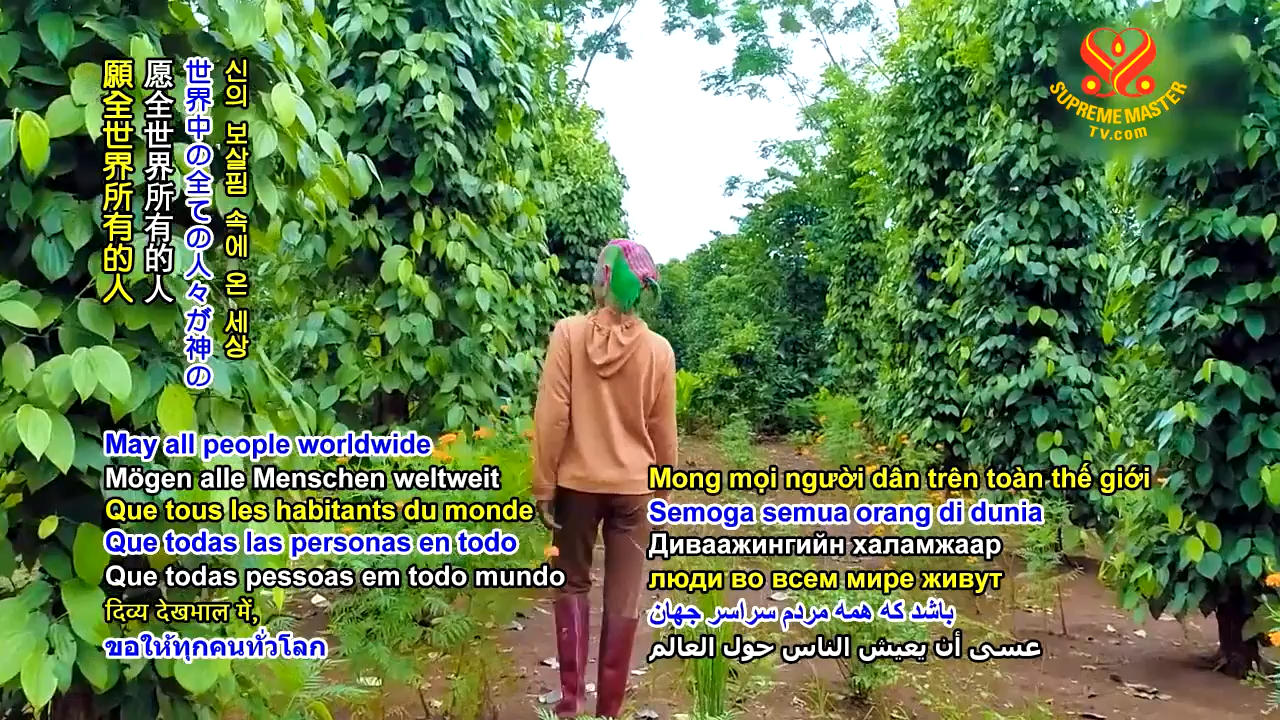 願全世界所有的人
愿全世界所有的人
世界中の全ての人々が神の
신의 보살핌 속에 온 세상
SUPREME MASTER
TV.com
May all people worldwide
Mögen alle Menschen weltweit
Que tous les habitants du monde
Que todas las personas en todo
Que todas pessoas em todo mundo
दिव्य देखभाल में,
ขอให้ทุกคนทั่วโลก
Mong mọi người dân trên toàn thế giới
Semoga semua orang di dunia
Диваажингийн халамжаар
люди во всем мире живут
باشد که همه مردم سراسر جهان
عسى أن يعيش الناس حول العالم